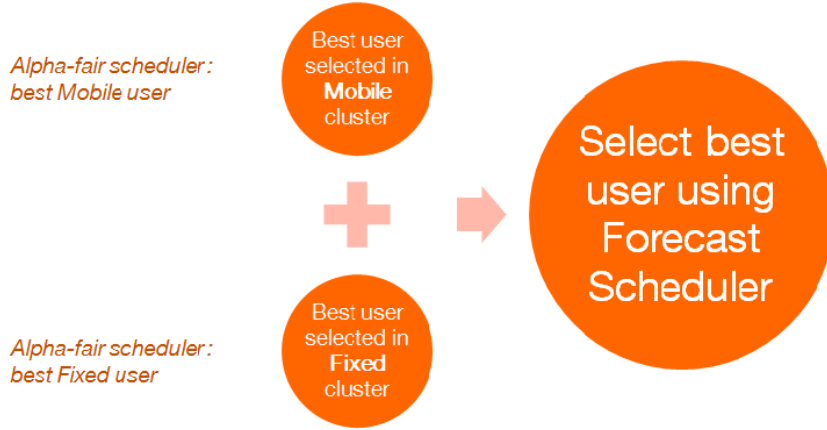 Alpha-fair scheduler:
best Mobile user
Best user
selected in
Mobile
cluster
Select best
user using
Forecast
Scheduler
Alpha-fair scheduler:
best Fixed user
Best user
selected in
Fixed
cluster